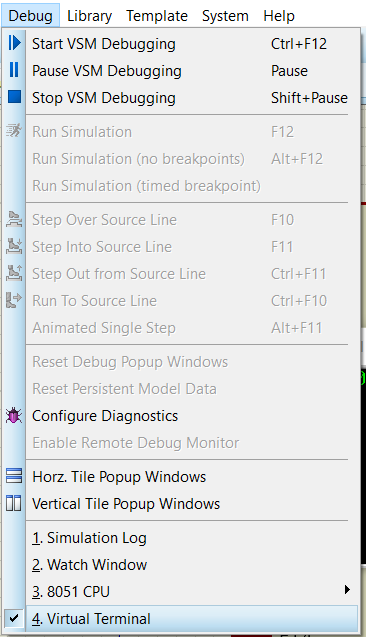 Debug Library Template System Help
Start VSM Debugging Ctrl+F12
Pause VSM Debugging Pause
Stop VSM Debugging Shift+Pause
Run Simulation F12
Run Simulation (no breakpoints) Alt+F12
Run Simulation (timed breakpoint)
Step Over Source Line F10
Step Into Source Line F11
Step Out from Source Line Ctrl+F11
Run To Source Line Ctrl+F10
Animated Single Step Alt+F11
Reset Debug Popup Windows
Reset Persistent Model Data
Configure Diagnostics
Enable Remote Debug Monitor
Horz. Tile Popup Windows
Vertical Tile Popup Windows
1. Simulation Log
2. Watch Window
3. 8051 CPU
4. Virtual Terminal